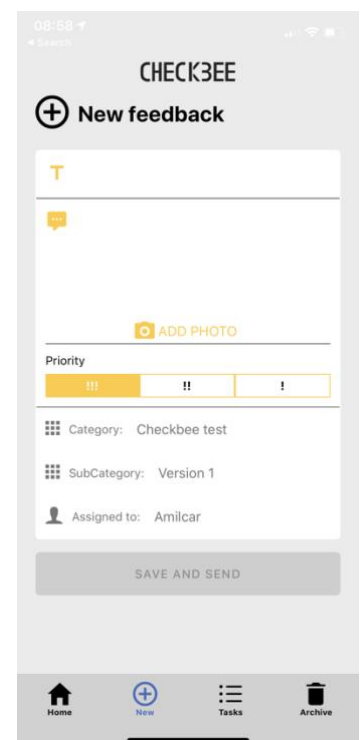 08:58
◀ Search
CHECKBEE
New feedback
T
ADD PHOTO
Priority
!!! !! !
Category: Checkbee test
SubCategory: Version 1
Assigned to: Amilcar
SAVE AND SEND
Home New Tasks Archive